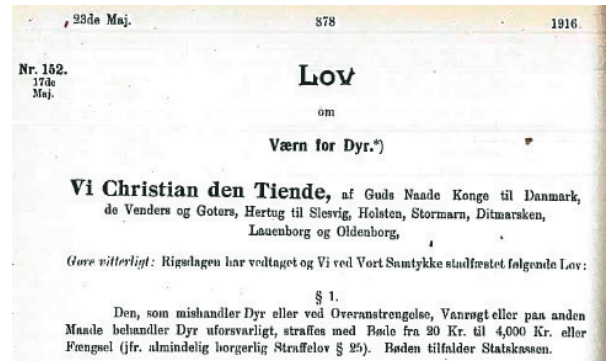 23de Maj. 878 1916.
Nr. 152.
17de
Maj.
Lov
om
Værn for Dyr.*)
Vi Christian den Tiende, af Guds Naade Konge til Danmark,
de Venders og Goters, Hertug til Slesvig, Holsten, Stormarn, Ditmarsken,
Lauenborg og Oldenborg,
Gøre vitterligt: Rigsdagen har vedtaget og Vi ved Vort Samtykke stadfæstet følgende Lov:
§ 1.
Den, som mishandler Dyr eller ved Overanstrengelse, Vanrøgt eller paa anden
Maade behandler Dyr uforsvarligt, straffes med Bøde fra 20 Kr. til 4,000 Kr. eller
Fængsel (jfr. almindelig borgerlig Straffelov § 25). Bøden tilfalder Statskassen.